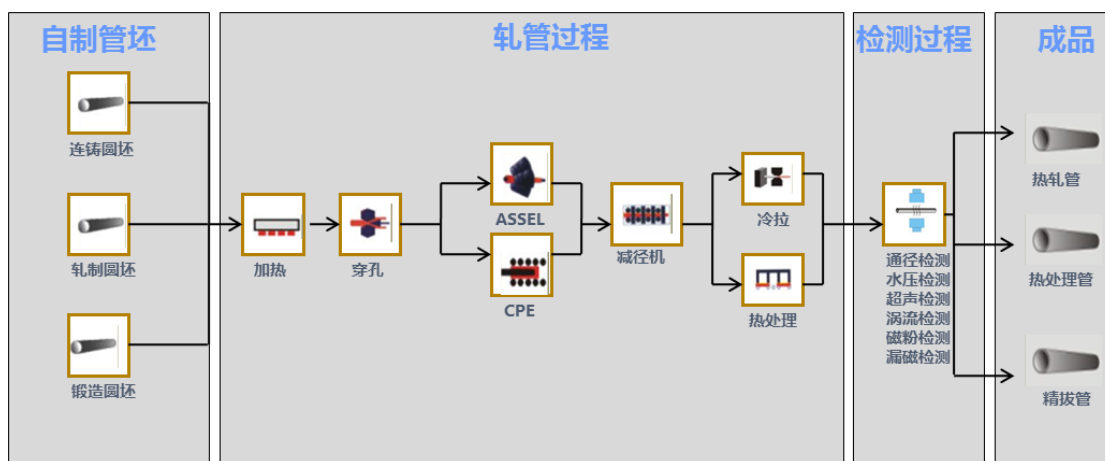 自制管坯
连铸圆坯
轧制圆坯
锻造圆坯
轧管过程
加热
穿孔
ASSEL
CPE
减径机
冷拉
热处理
检测过程
通径检测
水压检测
超声检测
涡流检测
磁粉检测
漏磁检测
成品
热轧管
热处理管
精拔管